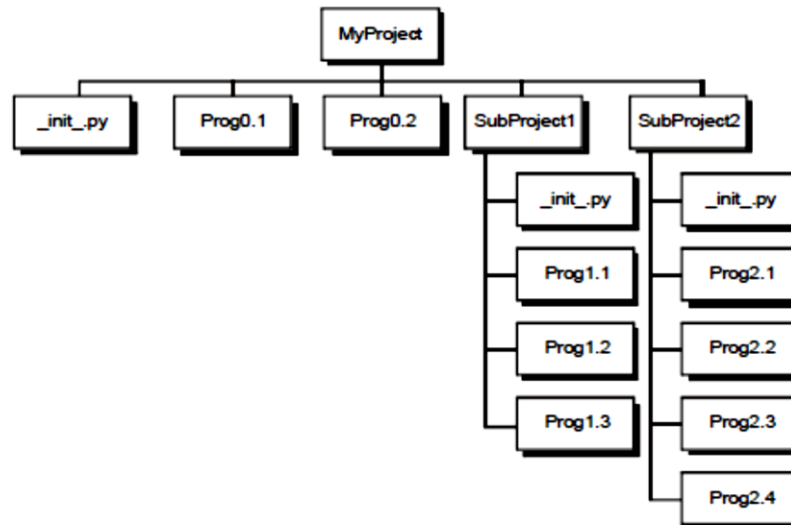 MyProject
_init_.py
Prog0.1
Prog0.2
SubProject1
SubProject2
_init_.py
_init_.py
Prog1.1
Prog2.1
Prog1.2
Prog2.2
Prog1.3
Prog2.3
Prog2.4